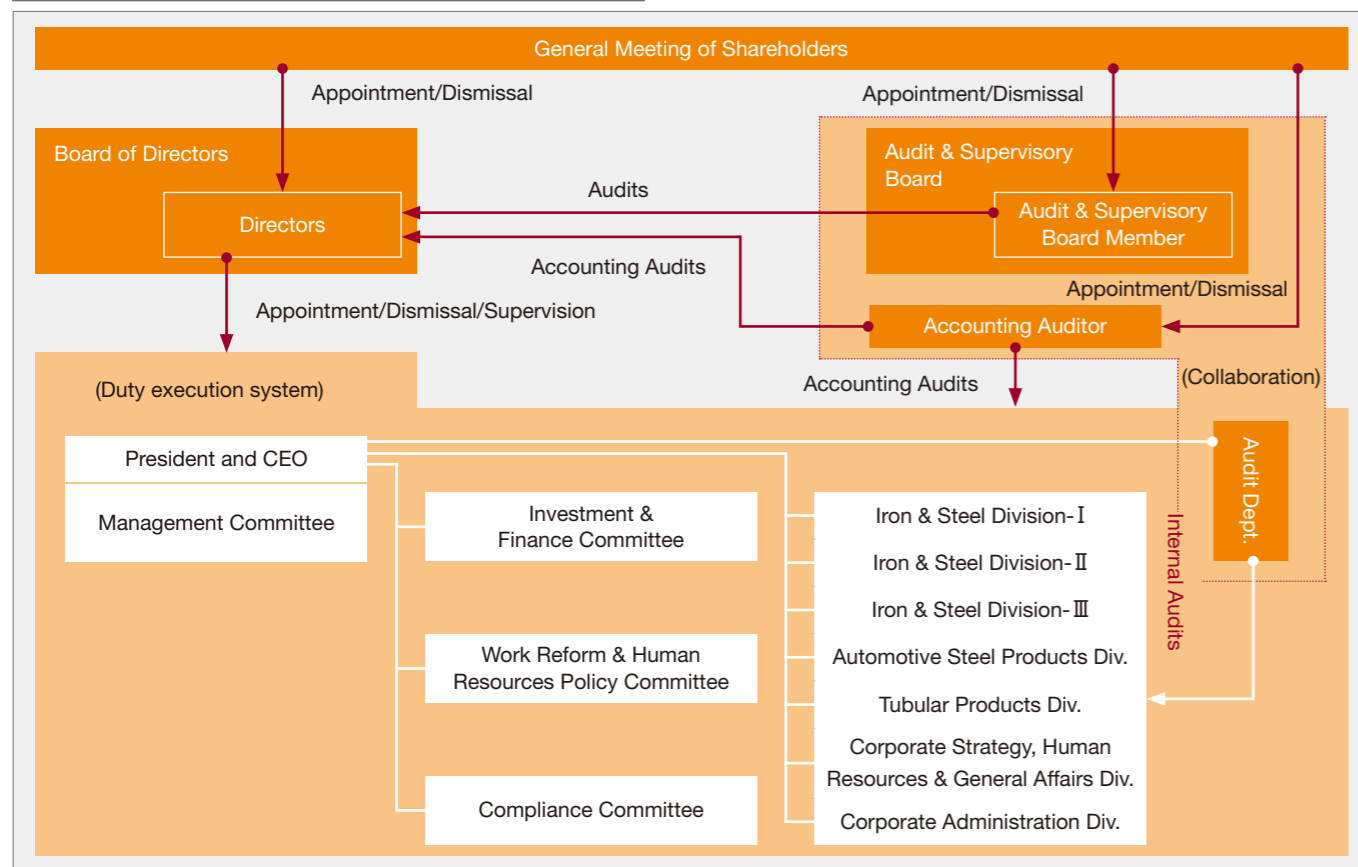 General Meeting of Shareholders
Appointment/Dismissal
Appointment/Dismissal
Board of Directors
Directors
Audits
Audit & Supervisory
Board
Audit & Supervisory
Board Member
Accounting Audits
Appointment/Dismissal
Appointment/Dismissal/Supervision
Accounting Auditor
Accounting Audits
(Collaboration)
(Duty execution system)
President and CEO
Management Committee
Investment &
Finance Committee
Work Reform & Human
Resources Policy Committee
Compliance Committee
Iron & Steel Division-Ⅰ
Iron & Steel Division-Ⅱ
Iron & Steel Division-Ⅲ
Automotive Steel Products Div.
Tubular Products Div.
Corporate Strategy, Human
Resources & General Affairs Div.
Corporate Administration Div.
Internal Audits
Audit Dept.